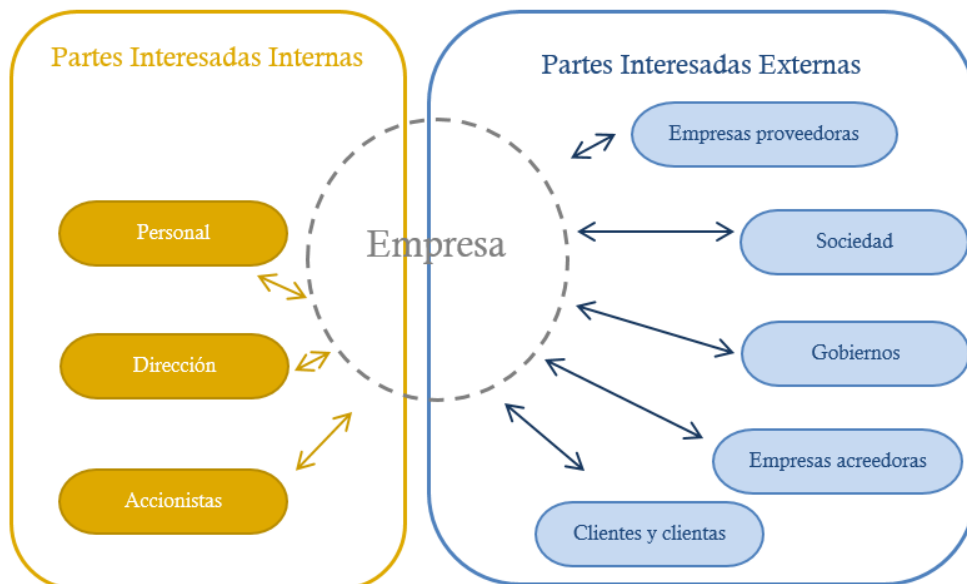 Partes Interesadas Internas
Personal
Dirección
Accionistas
Empresa
Partes Interesadas Externas
Empresas proveedoras
Sociedad
Gobiernos
Empresas acreedoras
Clientes y clientas